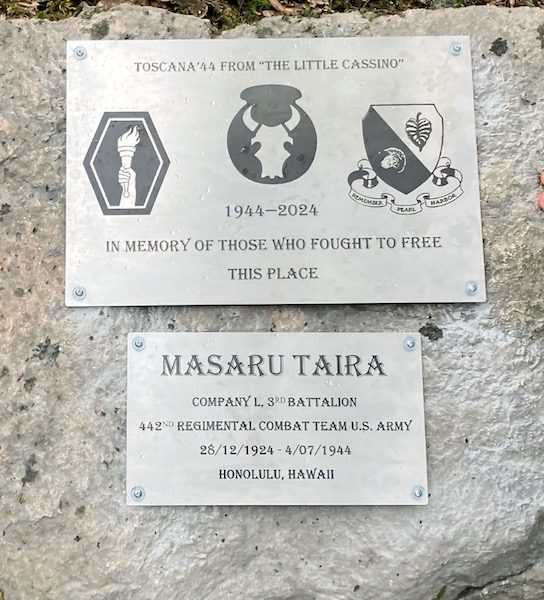 TOSCANA'44 FROM "THE LITTLE CASSINO"
REMEMBER PEARL HARBOR
1944–2024
IN MEMORY OF THOSE WHO FOUGHT TO FREE
THIS PLACE
MASARU TAIRA
COMPANY L, 3RD BATTALION
442ND REGIMENTAL COMBAT TEAM U.S. ARMY
28/12/1924 - 4/07/1944
HONOLULU, HAWAII